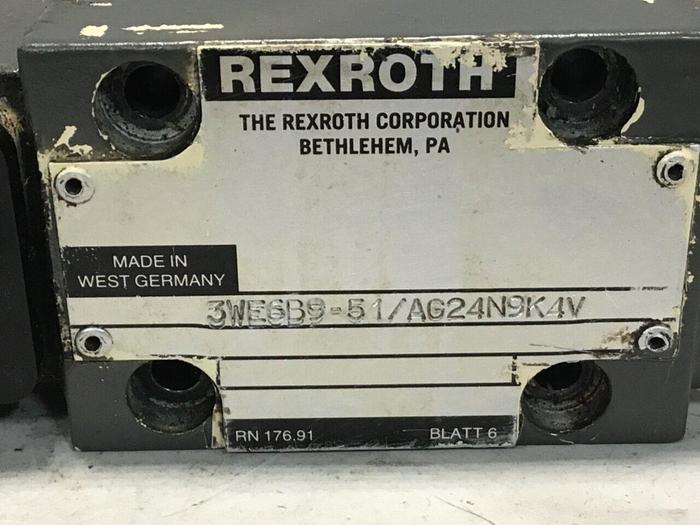 REXROTH
THE REXROTH CORPORATION
BETHLEHEM, PA
MADE IN
WEST GERMANY
3WE6B9-51/AG24N9K4V
RN 176.91 BLATT 6